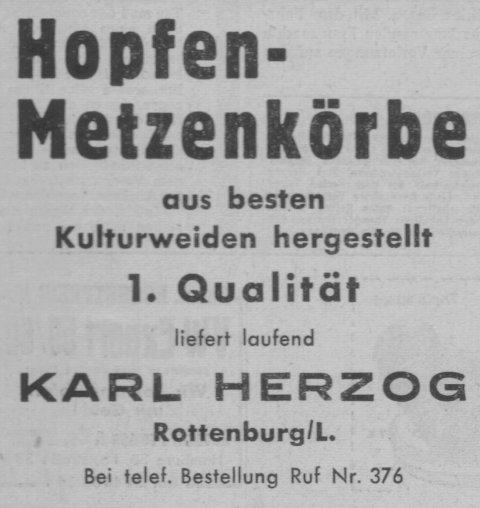 Hopfen-
Metzenkörbe
aus besten
Kulturweiden hergestellt
1. Qualität
liefert laufend
KARL HERZOG
Rottenburg/L.
Bei telef. Bestellung Ruf Nr. 376